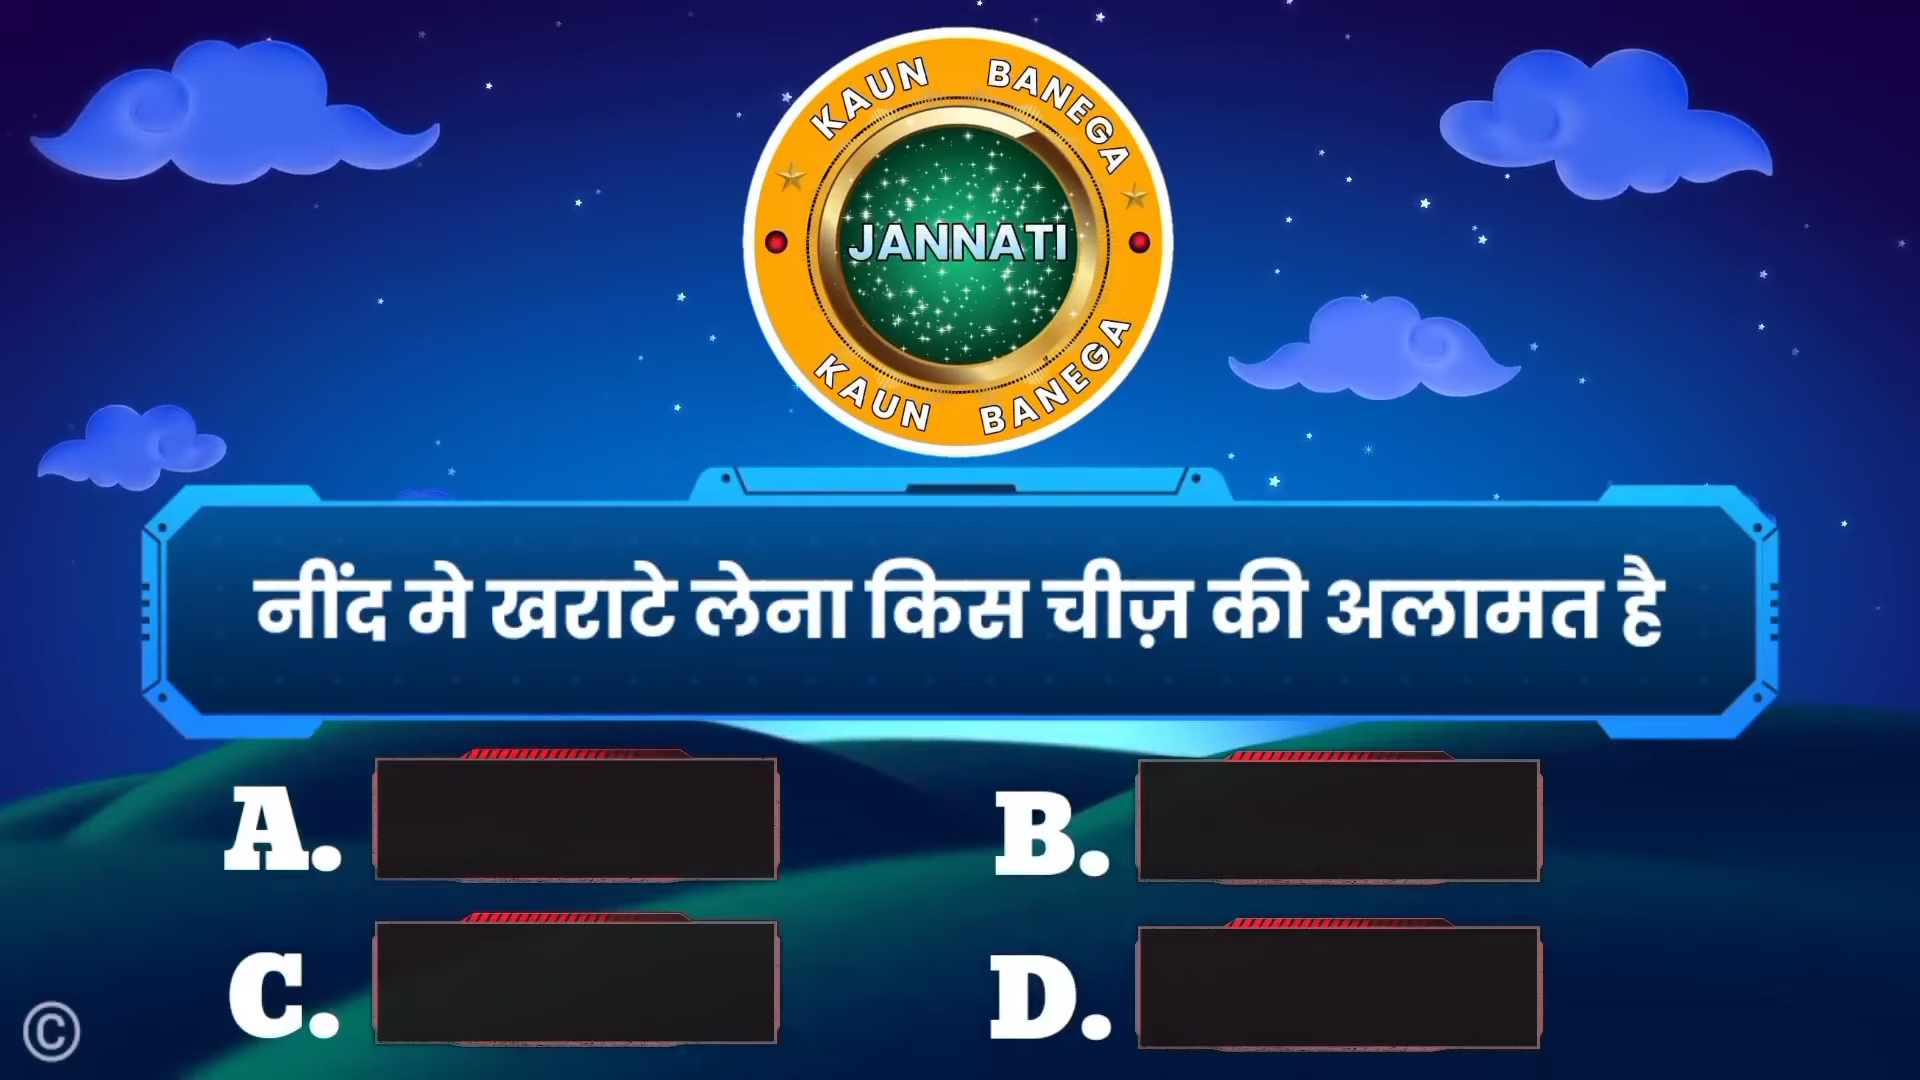 KAUN BANEGA
JANNATI
KAUN BANEGA
नींद मे खराटे लेना किस चीज़ की अलामत है
A.
B.
C.
D.
©